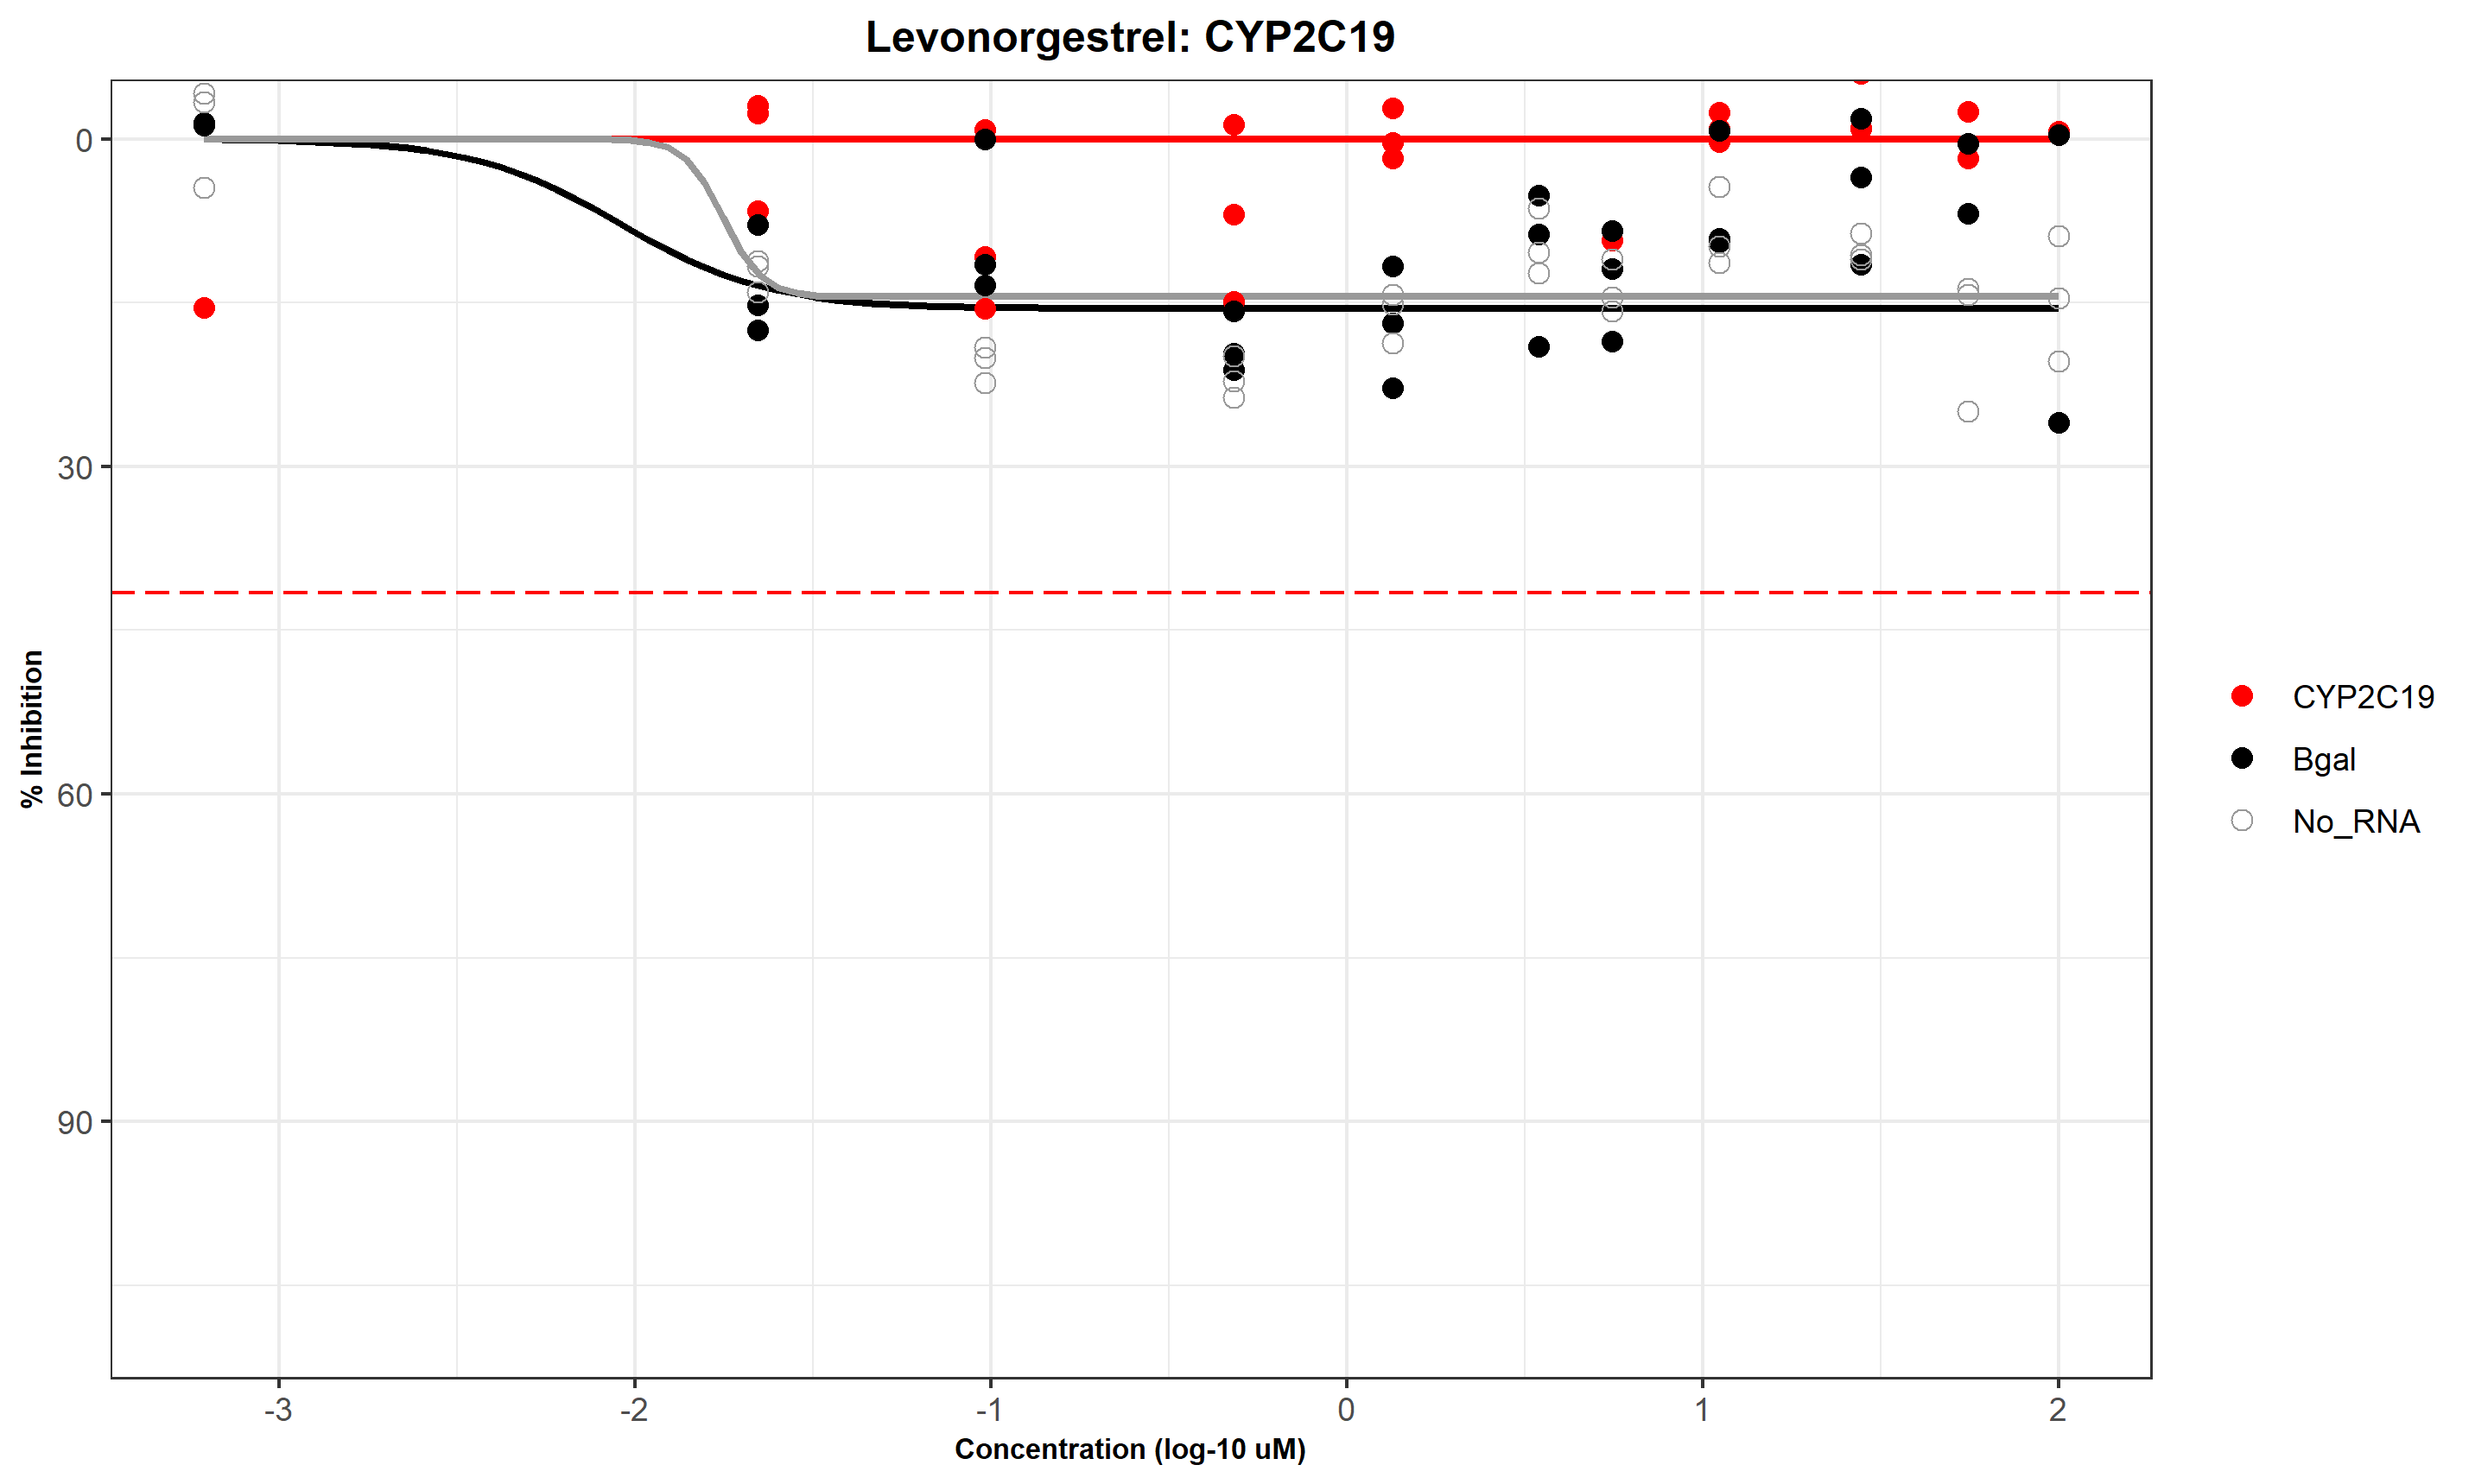 Levonorgestrel: CYP2C19
% Inhibition
0
30
60
90
-3
-2
-1
0
1
2
Concentration (log-10 uM)
CYP2C19
Bgal
No_RNA